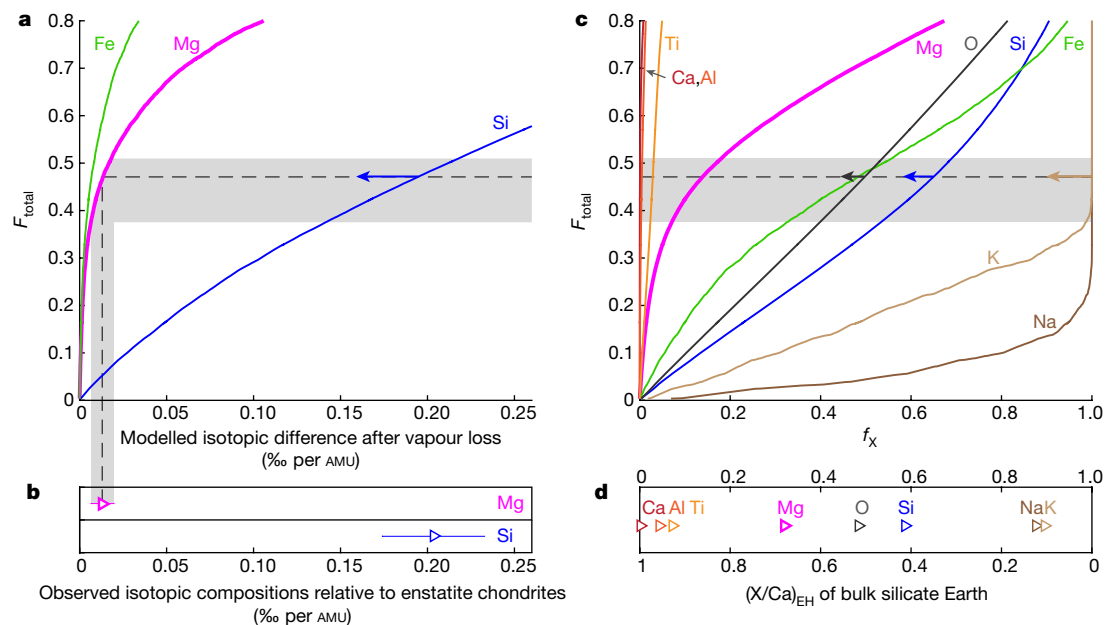 a
0.8
0.7
0.6
0.5
0.4
0.3
0.2
0.1
0
F total
Fe
Mg
Si
0
0.05
0.10
0.15
0.20
0.25
Modelled isotopic difference after vapour loss
(‰ per AMU)
b
Mg
Si
0
0.05
0.10
0.15
0.20
0.25
Observed isotopic compositions relative to enstatite chondrites
(‰ per AMU)
c
0.8
0.7
0.6
0.5
0.4
0.3
0.2
0.1
0
F total
Ti
Ca,Al
Mg
O
Si
Fe
K
Na
0
0.2
0.4
0.6
0.8
1.0
f X
d
0
0.2
0.4
0.6
0.8
1.0
Ca Al Ti
Mg
O
Si
Na K
1
0.8
0.6
0.4
0.2
0
(X/Ca)EH of bulk silicate Earth